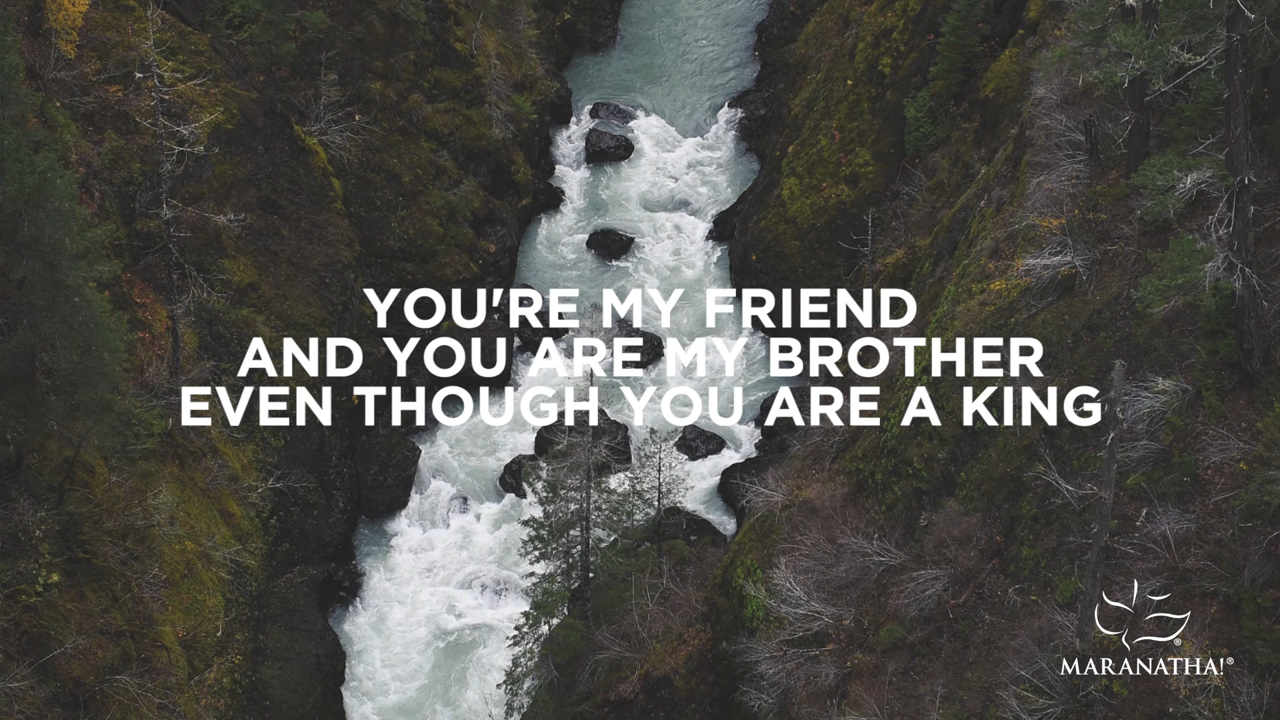 YOU'RE MY FRIEND
AND YOU ARE MY BROTHER
EVEN THOUGH YOU ARE A KING
MARANATHA!®